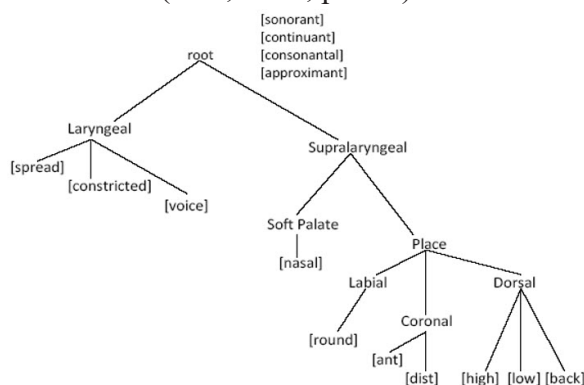 [sonorant]
[continuant]
[consonantal]
[approximant]
root
Laryngeal
Supralaryngeal
[spread]
[constricted]
[voice]
Soft Palate
[nasal]
Place
Labial
Dorsal
Coronal
[round]
[ant]
[dist]
[high] [low] [back]